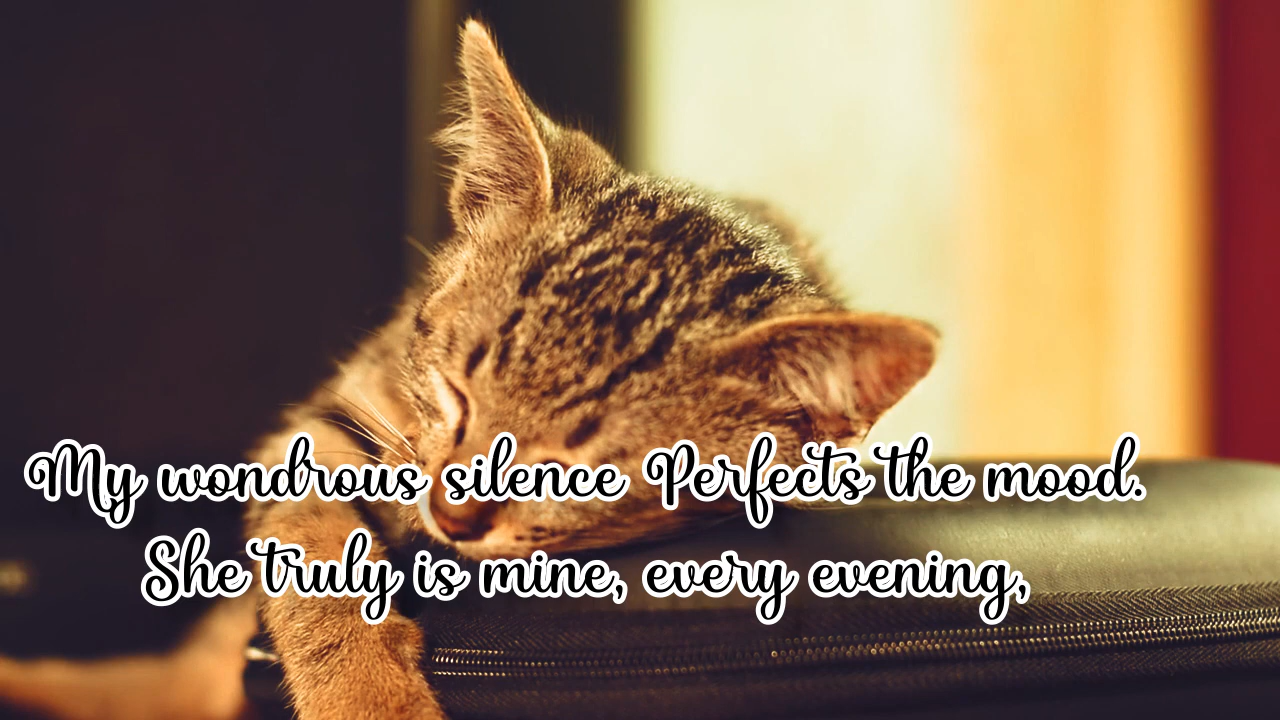 My wondrous silence Perfects the mood.
She truly is mine, every evening,